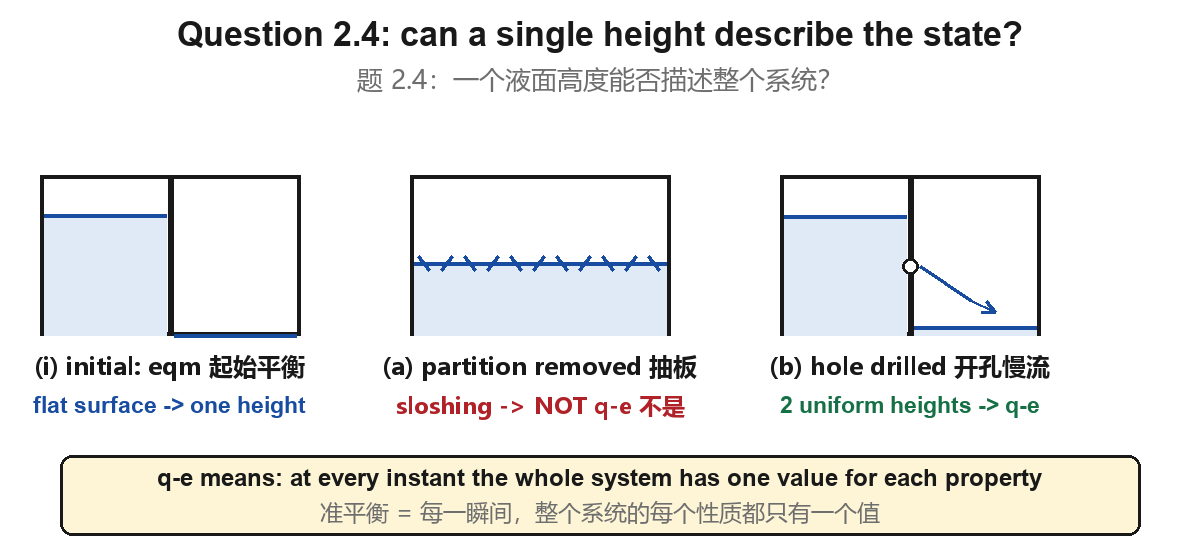 Question 2.4: can a single height describe the state?
题 2.4：一个液面高度能否描述整个系统？
(i) initial: eqm 起始平衡
flat surface -> one height
(a) partition removed 抽板
sloshing -> NOT q-e 不是
(b) hole drilled 开孔慢流
2 uniform heights -> q-e
q-e means: at every instant the whole system has one value for each property
准平衡 = 每一瞬间，整个系统的每个性质都只有一个值